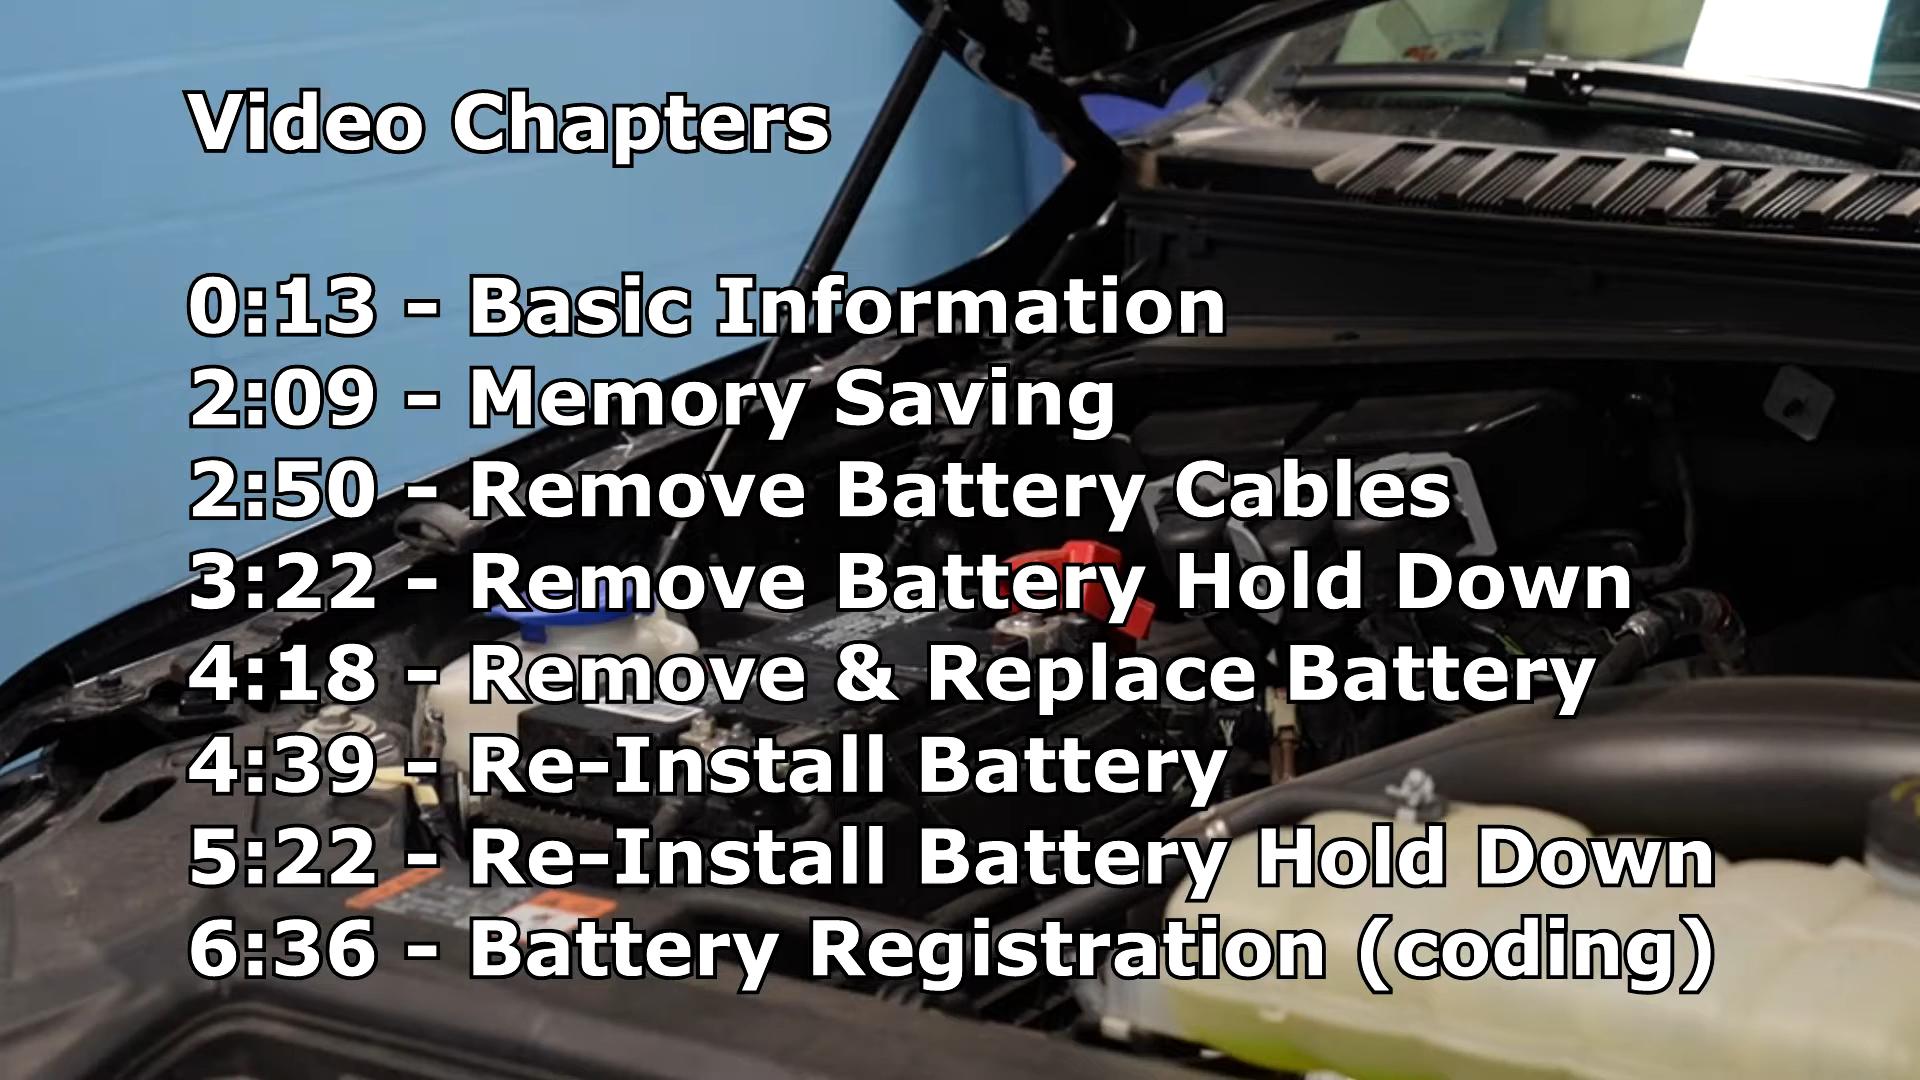 Video Chapters
0:13 - Basic Information
2:09 - Memory Saving
2:50 - Remove Battery Cables
3:22 - Remove Battery Hold Down
4:18 - Remove & Replace Battery
4:39 - Re-Install Battery
5:22 - Re-Install Battery Hold Down
6:36 - Battery Registration (coding)